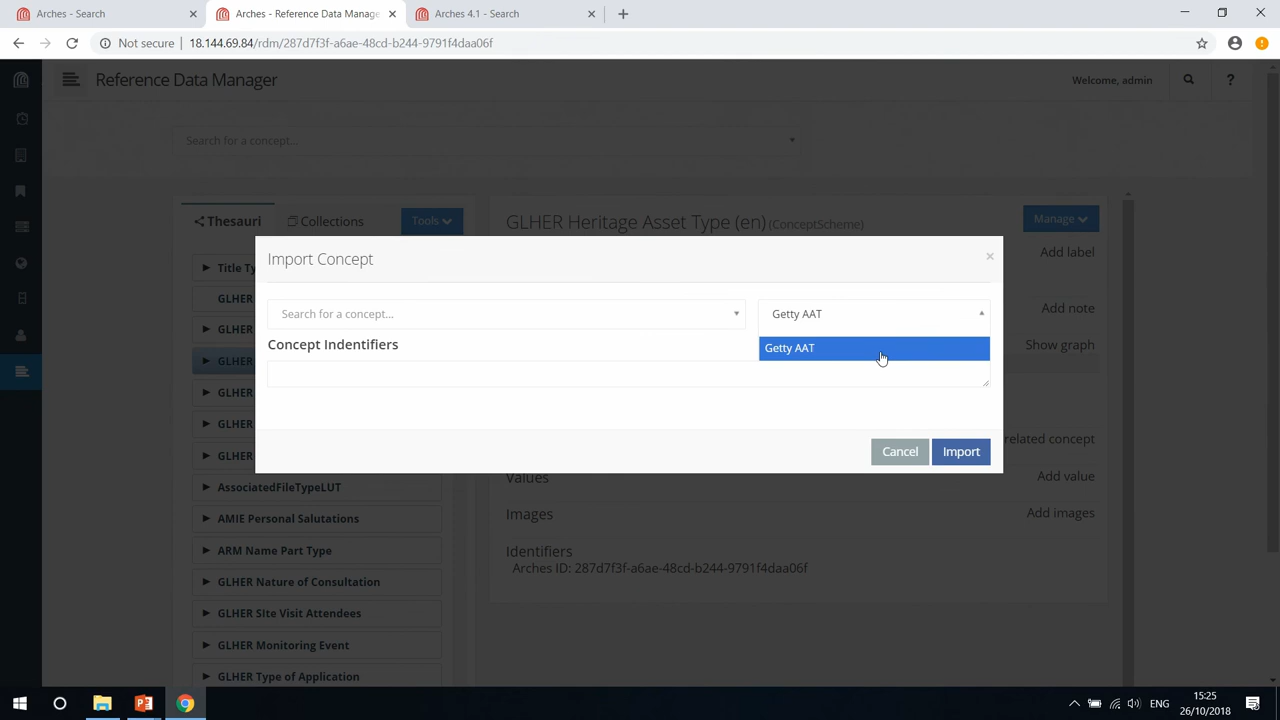 Arches - Search
Arches - Reference Data Manage
Arches 4.1 - Search
Not secure
18.144.69.84/rdm/287d7f3f-a6ae-48cd-b244-9791f4daa06f
Reference Data Manager
Welcome, admin
?
Search for a concept...
Thesauri
Collections
Tools
GLHER Heritage Asset Type (en) (ConceptScheme)
Manage
Add label
Import Concept
×
Title Ty
GLHER
Add note
Search for a concept...
Getty AAT
GLHER
Concept Indentifiers
Getty AAT
Show graph
GLHER
GLHER
GLHER
related concept
GLHER
Cancel
Import
Values
Add value
AssociatedFileTypeLUT
Images
Add images
AMIE Personal Salutations
ARM Name Part Type
Identifiers
Arches ID: 287d7f3f-a6ae-48cd-b244-9791f4daa06f
GLHER Nature of Consultation
GLHER SIte Visit Attendees
GLHER Monitoring Event
GLHER Type of Application
ENG
15:25
26/10/2018